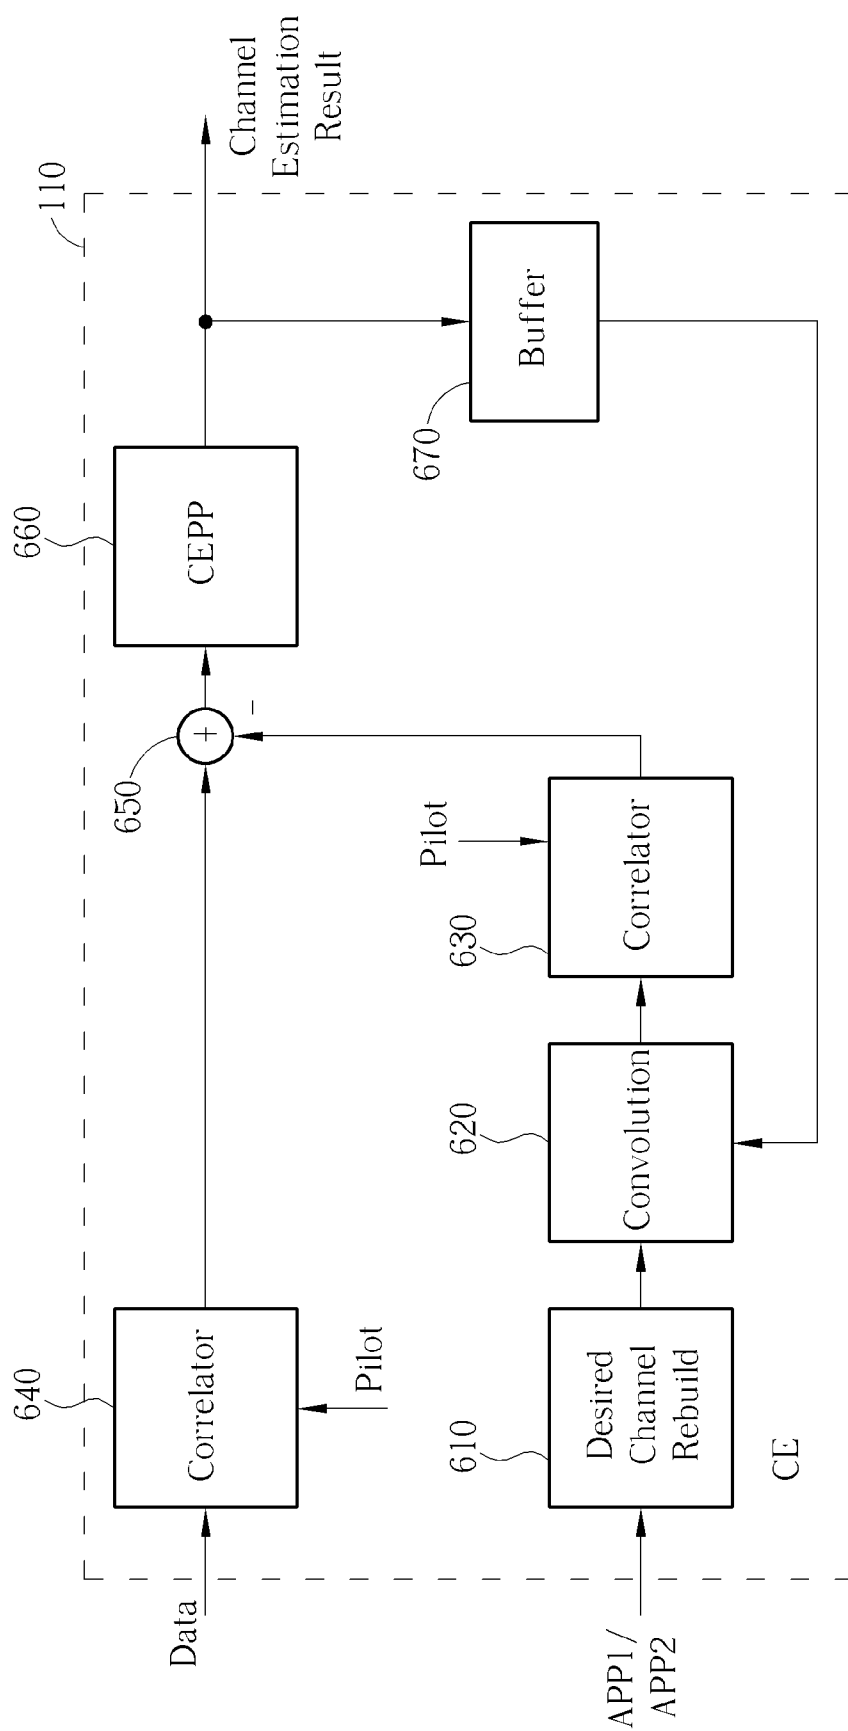 110
Data
640
Correlator
Pilot
650
+
-
660
CEPP
Channel
Estimation
Result
APP1/
APP2
610
Desired
Channel
Rebuild
CE
620
Convolution
630
Correlator
Pilot
670
Buffer